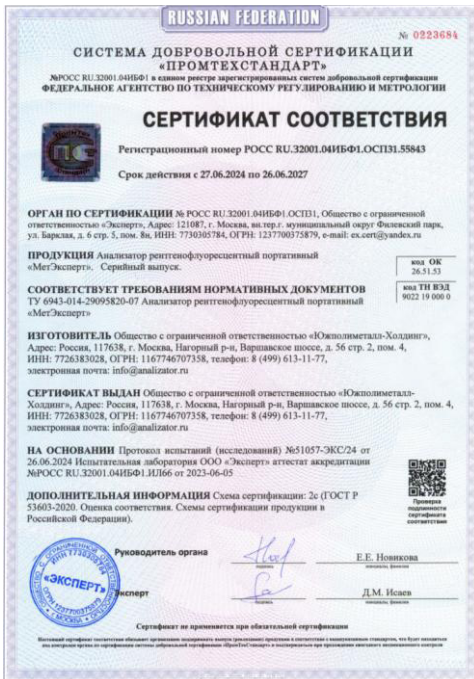 RUSSIAN FEDERATION
№ 0223684
СИСТЕМА ДОБРОВОЛЬНОЙ СЕРТИФИКАЦИИ
«ПРОМТЕХСТАНДАРТ»
№РОСС RU.32001.04ИБФ1 в едином реестре зарегистрированных систем добровольной сертификации
ФЕДЕРАЛЬНОЕ АГЕНТСТВО ПО ТЕХНИЧЕСКОМУ РЕГУЛИРОВАНИЮ И МЕТРОЛОГИИ
СЕРТИФИКАТ СООТВЕТСТВИЯ
Регистрационный номер РОСС RU.32001.04ИБФ1.ОСП31.55843
Срок действия с 27.06.2024 по 26.06.2027
ОРГАН ПО СЕРТИФИКАЦИИ № РОСС RU.32001.04ИБФ1.ОСП31, Общество с ограниченной
ответственностью «Эксперт», Адрес: 121087, г. Москва, вн.тер.г. муниципальный округ Филевский парк,
ул. Барклая, д. 6 стр. 5, пом. 8н, ИНН: 7730305784, ОГРН: 1237700375879, e-mail: ex.cert@yandex.ru
ПРОДУКЦИЯ Анализатор рентгенофлуоресцентный портативный
«МетЭксперт». Серийный выпуск.
код ОК
26.51.53
СООТВЕТСТВУЕТ ТРЕБОВАНИЯМ НОРМАТИВНЫХ ДОКУМЕНТОВ
ТУ 6943-014-29095820-07 Анализатор рентгенофлуоресцентный портативный
«МетЭксперт»
код ТН ВЭД
9022 19 000 0
ИЗГОТОВИТЕЛЬ Общество с ограниченной ответственностью «Южполиметалл-Холдинг»,
Адрес: Россия, 117638, г. Москва, Нагорный р-н, Варшавское шоссе, д. 56 стр. 2, пом. 4,
ИНН: 7726383028, ОГРН: 1167746707358, телефон: 8 (499) 613-11-77,
электронная почта: info@analizator.ru
СЕРТИФИКАТ ВЫДАН Общество с ограниченной ответственностью «Южполиметалл-
Холдинг», Адрес: Россия, 117638, г. Москва, Нагорный р-н, Варшавское шоссе, д. 56 стр. 2, пом. 4,
ИНН: 7726383028, ОГРН: 1167746707358, телефон: 8 (499) 613-11-77,
электронная почта: info@analizator.ru
НА ОСНОВАНИИ Протокол испытаний (исследований) №51057-ЭКС/24 от
26.06.2024 Испытательная лаборатория ООО «Эксперт» аттестат аккредитации
№РОСС RU.32001.04ИБФ1.ИЛ66 от 2023-06-05
ДОПОЛНИТЕЛЬНАЯ ИНФОРМАЦИЯ Схема сертификации: 2с (ГОСТ Р
53603-2020. Оценка соответствия. Схемы сертификации продукции в
Российской Федерации).
Проверка
подлинности
сертификата
соответствия
Руководитель органа
подпись
Е.Е. Новикова
инициалы, фамилия
Эксперт
подпись
Д.М. Исаев
инициалы, фамилия
«ЭКСПЕРТ»
Сертификат не применяется при обязательной сертификации